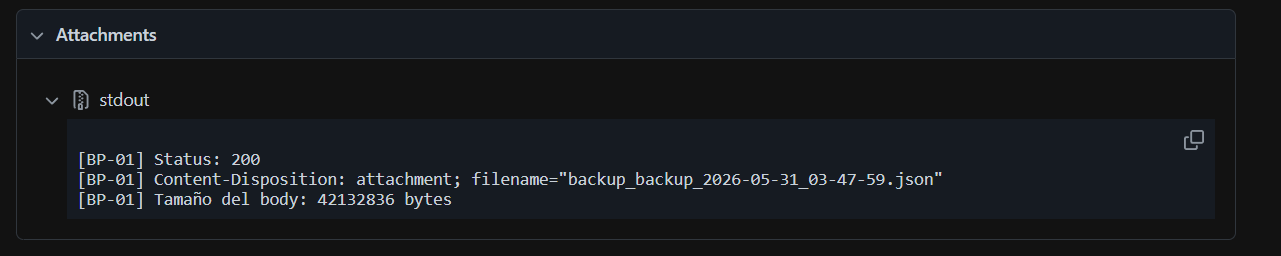 Attachments
stdout
[BP-01] Status: 200
[BP-01] Content-Disposition: attachment; filename="backup_backup_2026-05-31_03-47-59.json"
[BP-01] Tamaño del body: 42132836 bytes